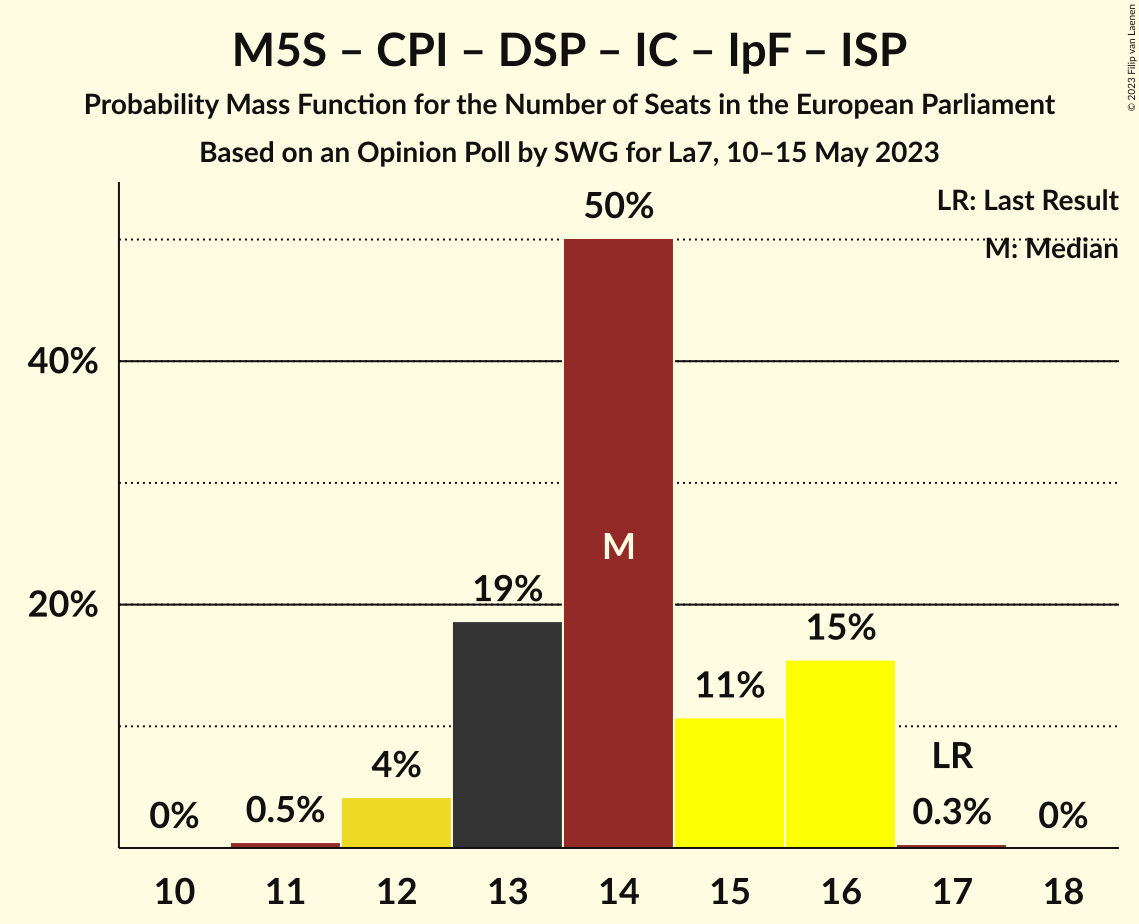 M5S – CPI – DSP – IC – IpF – ISP
Probability Mass Function for the Number of Seats in the European Parliament
Based on an Opinion Poll by SWG for La7, 10–15 May 2023
© 2023 Filip van Laenen
LR: Last Result
M: Median
50%
40%
M
19%
20%
15%
11%
4%
LR
0%
0.5%
0.3%
0%
10 11 12 13 14 15 16 17 18